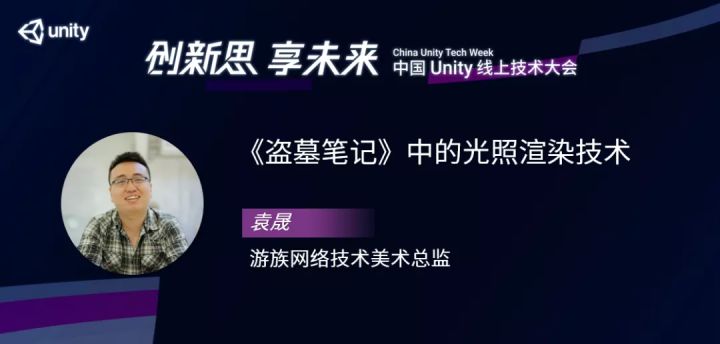 unity
创新思 享未来
China Unity Tech Week
中国 Unity 线上技术大会
《盗墓笔记》中的光照渲染技术
袁晟
游族网络技术美术总监